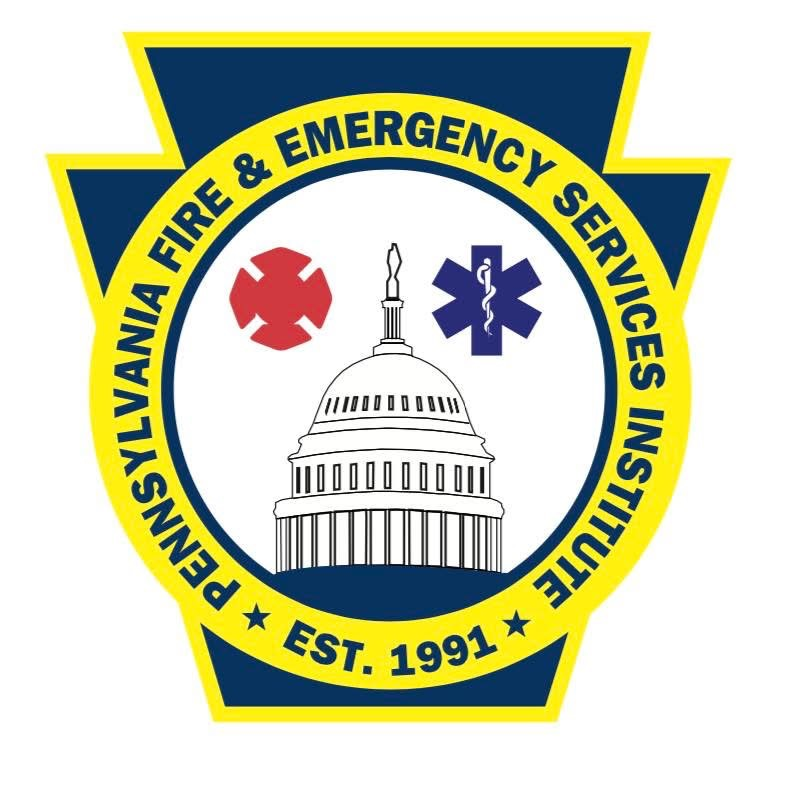 PENNSYLVANIA FIRE & EMERGENCY SERVICES INSTITUTE
EST. 1991